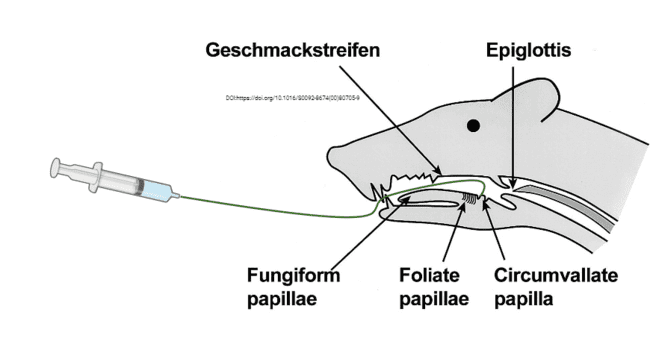 Geschmackstreifen
Epiglottis
DOI:https://doi.org/10.1016/S0092-8674(00)80705-9
Fungiform
papillae
Foliate
papillae
Circumvallate
papilla